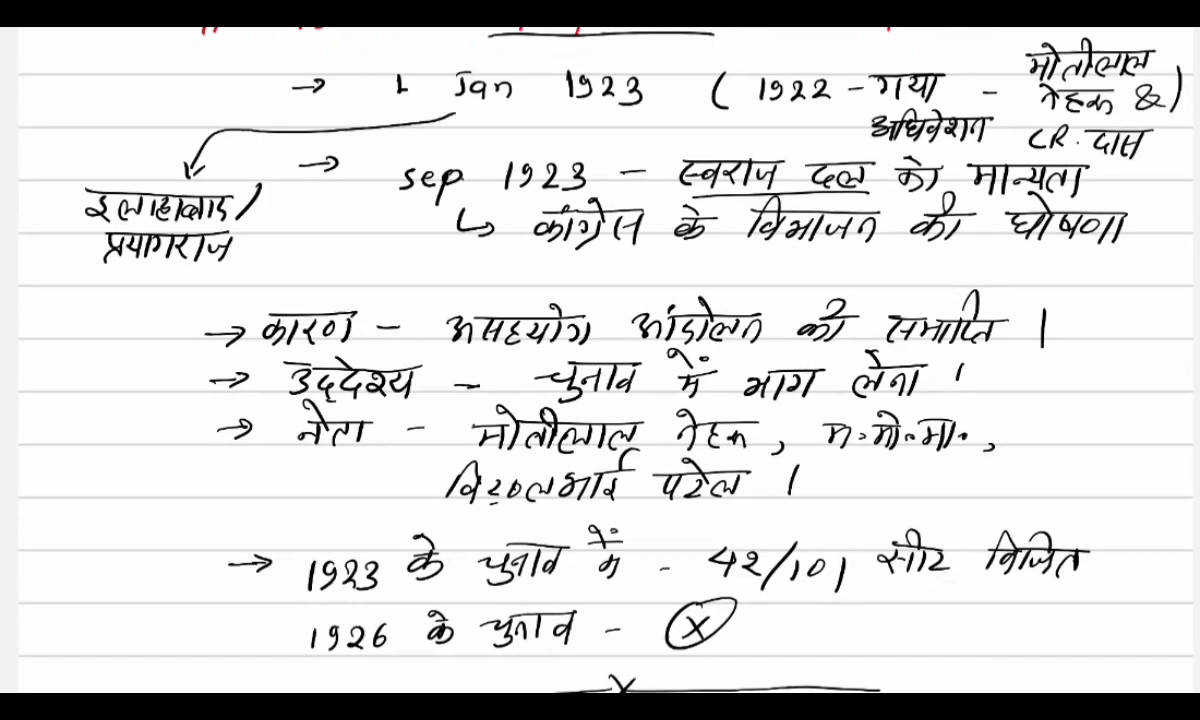 → 1 Jan 1923 ( 1922 - गया - मोतीलाल
अधिवेशन नेहरू &)
CR. दास
इलाहाबाद/
प्रयागराज
→ sep 1923 - स्वराज दल को मान्यता
↳ कांग्रेस के विभाजन की घोषणा
→ कारण - असहयोग आंदोलन की समाप्ति ।
→ उद्देश्य - चुनाव में भाग लेना ।
→ नेता - मोतीलाल नेहरू, म॰मो॰मा॰,
विट्ठलभाई पटेल ।
→ 1923 के चुनाव में - 42/101 सीट विजित
1926 के चुनाव - X